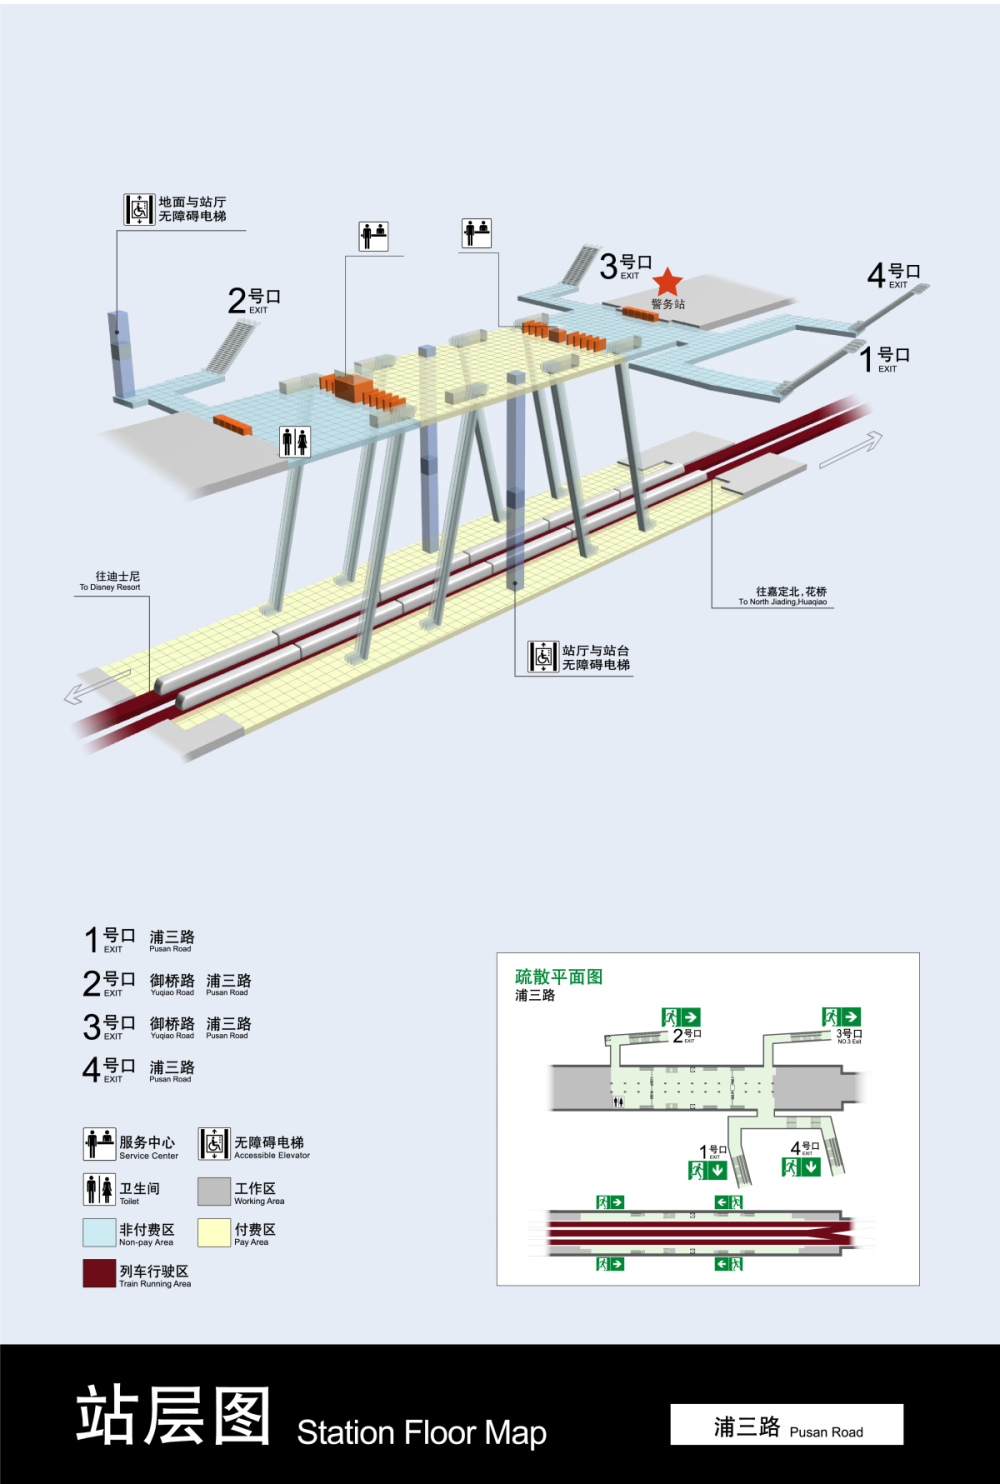 地面与站厅
无障碍电梯
2号口
EXIT
3号口
EXIT
警务站
4号口
EXIT
1号口
EXIT
往迪士尼
To Disney Resort
往嘉定北,花桥
To North Jiading,Huaqiao
站厅与站台
无障碍电梯
1号口 浦三路
EXIT Pusan Road
2号口 御桥路 浦三路
EXIT Yuqiao Road Pusan Road
3号口 御桥路 浦三路
EXIT Yuqiao Road Pusan Road
4号口 浦三路
EXIT Pusan Road
服务中心
Service Center
无障碍电梯
Accessible Elevator
卫生间
Toilet
工作区
Working Area
非付费区
Non-pay Area
付费区
Pay Area
列车行驶区
Train Running Area
疏散平面图
浦三路
2号口
EXIT
3号口
NO.3 Exit
1号口
EXIT
4号口
EXIT
站层图 Station Floor Map
浦三路 Pusan Road